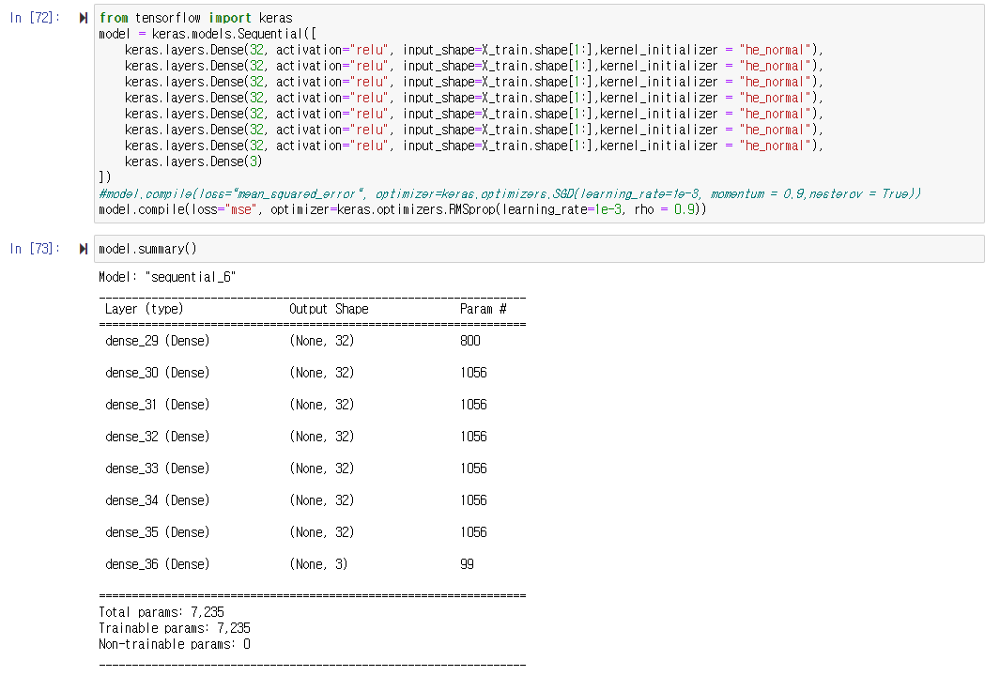 In [72]:
from tensorflow import keras
model = keras.models.Sequential([
    keras.layers.Dense(32, activation="relu", input_shape=X_train.shape[1:],kernel_initializer = "he_normal"),
    keras.layers.Dense(32, activation="relu", input_shape=X_train.shape[1:],kernel_initializer = "he_normal"),
    keras.layers.Dense(32, activation="relu", input_shape=X_train.shape[1:],kernel_initializer = "he_normal"),
    keras.layers.Dense(32, activation="relu", input_shape=X_train.shape[1:],kernel_initializer = "he_normal"),
    keras.layers.Dense(32, activation="relu", input_shape=X_train.shape[1:],kernel_initializer = "he_normal"),
    keras.layers.Dense(32, activation="relu", input_shape=X_train.shape[1:],kernel_initializer = "he_normal"),
    keras.layers.Dense(32, activation="relu", input_shape=X_train.shape[1:],kernel_initializer = "he_normal"),
    keras.layers.Dense(3)
])
#model.compile(loss="mean_squared_error", optimizer=keras.optimizers.SGD(learning_rate=1e-3, momentum = 0.9,nesterov = True))
model.compile(loss="mse", optimizer=keras.optimizers.RMSprop(learning_rate=1e-3, rho = 0.9))
In [73]:
model.summary()
Model: "sequential_6"
_________________________________________________________________
Layer (type) Output Shape Param #
=================================================================
dense_29 (Dense) (None, 32) 800
dense_30 (Dense) (None, 32) 1056
dense_31 (Dense) (None, 32) 1056
dense_32 (Dense) (None, 32) 1056
dense_33 (Dense) (None, 32) 1056
dense_34 (Dense) (None, 32) 1056
dense_35 (Dense) (None, 32) 1056
dense_36 (Dense) (None, 3) 99
=================================================================
Total params: 7,235
Trainable params: 7,235
Non-trainable params: 0
_________________________________________________________________